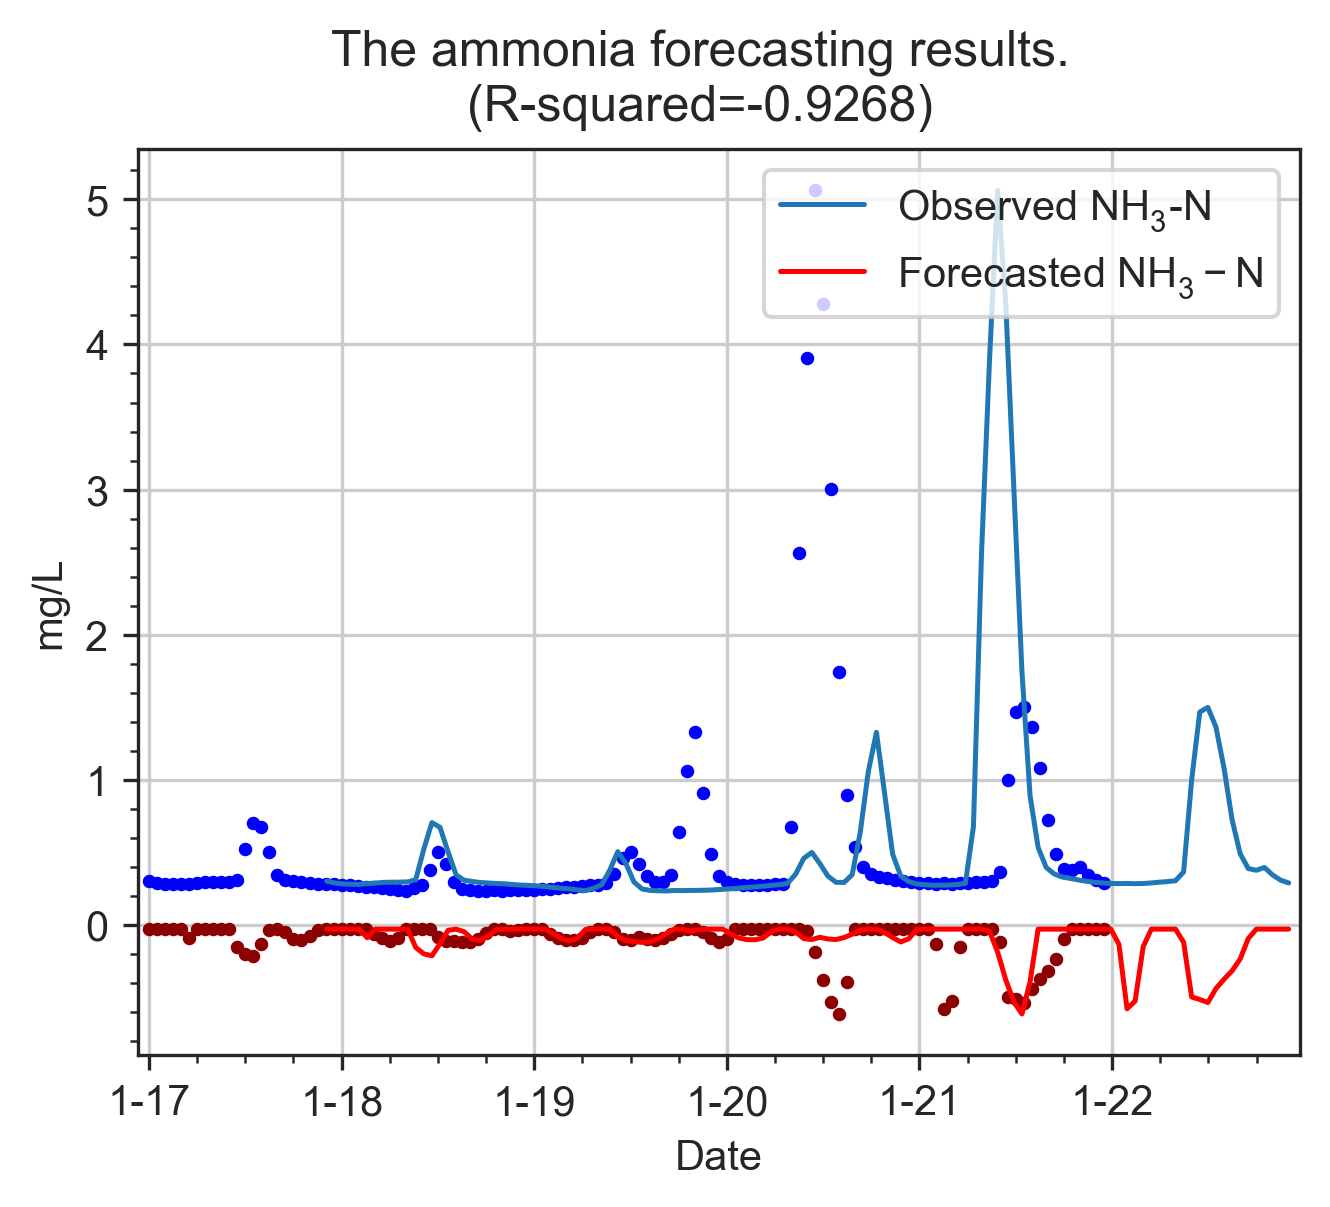 The ammonia forecasting results.
(R-squared=-0.9268)
Observed NH₃-N
Forecasted NH₃ − N
5
4
3
2
1
0
mg/L
1-17 1-18 1-19 1-20 1-21 1-22
Date